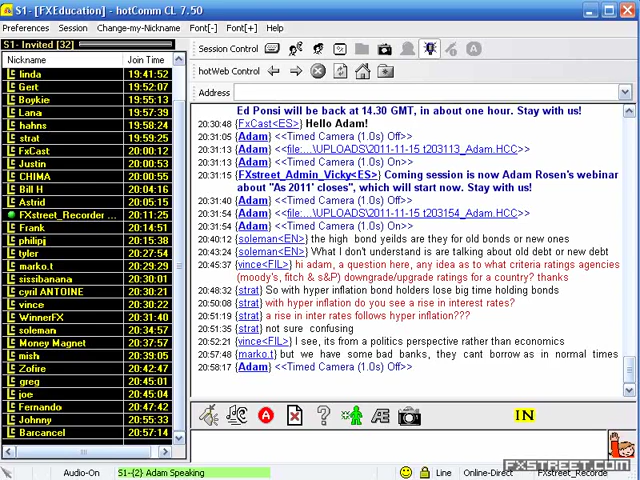 S1- [FXEducation] - hotComm CL 7.50
Preferences Session Change-my-Nickname Font[-] Font[+] Help
S1- Invited [32]
Nickname Join Time
linda 19:41:52
Gert 19:52:07
Boykie 19:55:13
Lana 19:57:39
hahns 19:58:24
strat 19:59:25
FxCast 20:00:12
Justin 20:00:53
CHIMA 20:00:55
Bill H 20:04:16
Astrid 20:05:15
FXstreet_Recorder ... 20:11:25
Frank 20:14:51
philipj 20:15:38
tyler 20:23:57
marko.t 20:29:29
sissibanana 20:30:01
cyril ANTOINE 20:30:21
vince 20:30:22
WinnerFX 20:31:40
soleman 20:34:57
Money Magnet 20:37:57
mish 20:39:05
Zofire 20:42:47
greg 20:45:01
joe 20:45:04
Fernando 20:47:42
Johnny 20:55:33
Barcancel 20:57:14
Session Control
hotWeb Control
Address
Ed Ponsi will be back at 14.30 GMT, in about one hour. Stay with us!
20:30:48 {FxCast<ES>} Hello Adam!
20:31:05 {Adam} <<Timed Camera (1.0s) Off>>
20:31:13 {Adam} <<file:...\UPLOADS\2011-11-15 t203113_Adam.HCC>>
20:31:13 {Adam} <<Timed Camera (1.0s) On>>
20:31:15 {FXstreet_Admin_Vicky<ES>} Coming session is now Adam Rosen's webinar
about "As 2011' closes", which will start now. Stay with us!
20:31:40 {Adam} <<Timed Camera (1.0s) Off>>
20:31:54 {Adam} <<file:...\UPLOADS\2011-11-15 t203154_Adam.HCC>>
20:31:54 {Adam} <<Timed Camera (1.0s) On>>
20:40:12 {soleman<EN>} the high bond yeilds are they for old bonds or new ones
20:43:24 {soleman<EN>} What I don't understand is are talking about old debt or new debt
20:45:37 {vince<FIL>} hi adam, a question here, any idea as to what criteria ratings agencies
(moody's, fitch & s&P) downgrade/upgrade ratings for a country? thanks
20:48:32 {strat} So with hyper inflation bond holders lose big time holding bonds
20:50:08 {strat} with hyper inflation do you see a rise in interest rates?
20:51:19 {strat} a rise in inter rates follows hyper inflation???
20:51:35 {strat} not sure confusing
20:52:21 {vince<FIL>} I see, its from a politics perspective rather than economics
20:57:48 {marko.t} but we have some bad banks, they cant borrow as in normal times
20:58:17 {Adam} <<Timed Camera (1.0s) Off>>
IN
FXSTREET.COM
Audio-On S1-{2} Adam Speaking Line Online-Direct FXstreet_Recorde